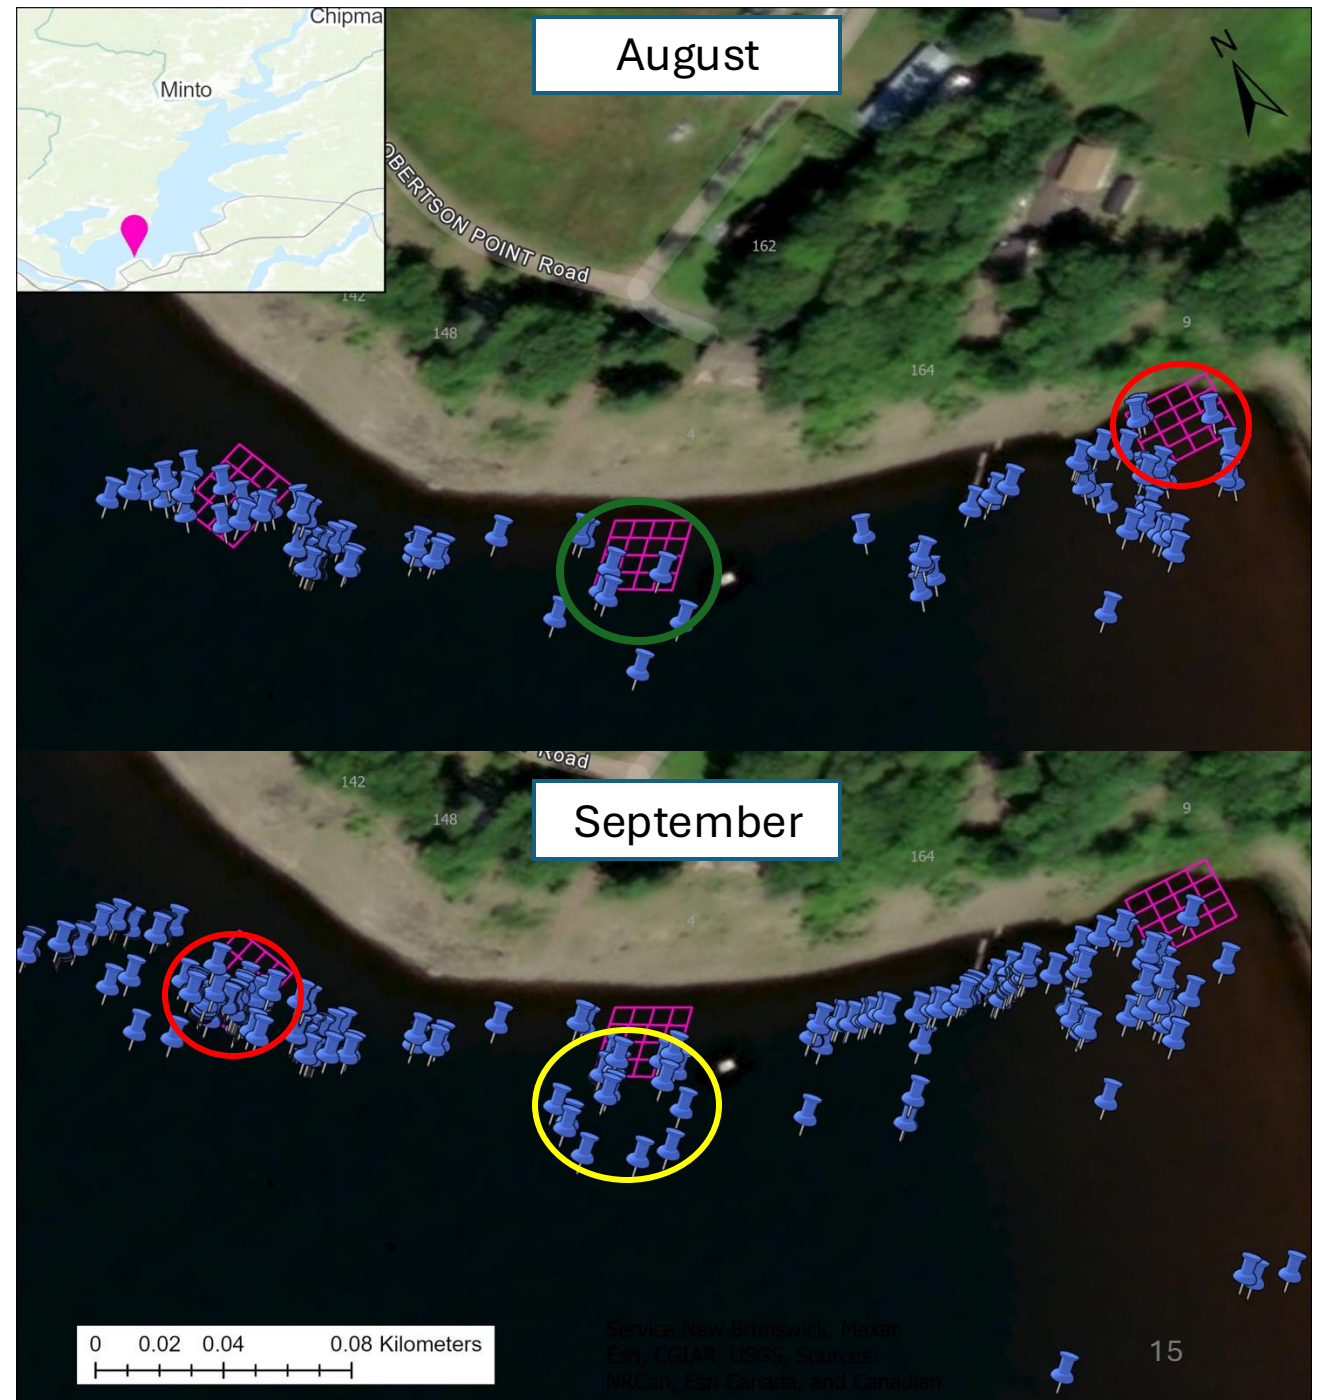 Chipma
Minto
August
N
OBERTSON POINT Road
162
142
148
9
164
4
Road
142
September
148
9
164
4
0 0.02 0.04 0.08 Kilometers
Service New Brunswick, Maxar,
Esri, CGIAR, USGS, Sources:
NRCan, Esri Canada, and Canadian
15